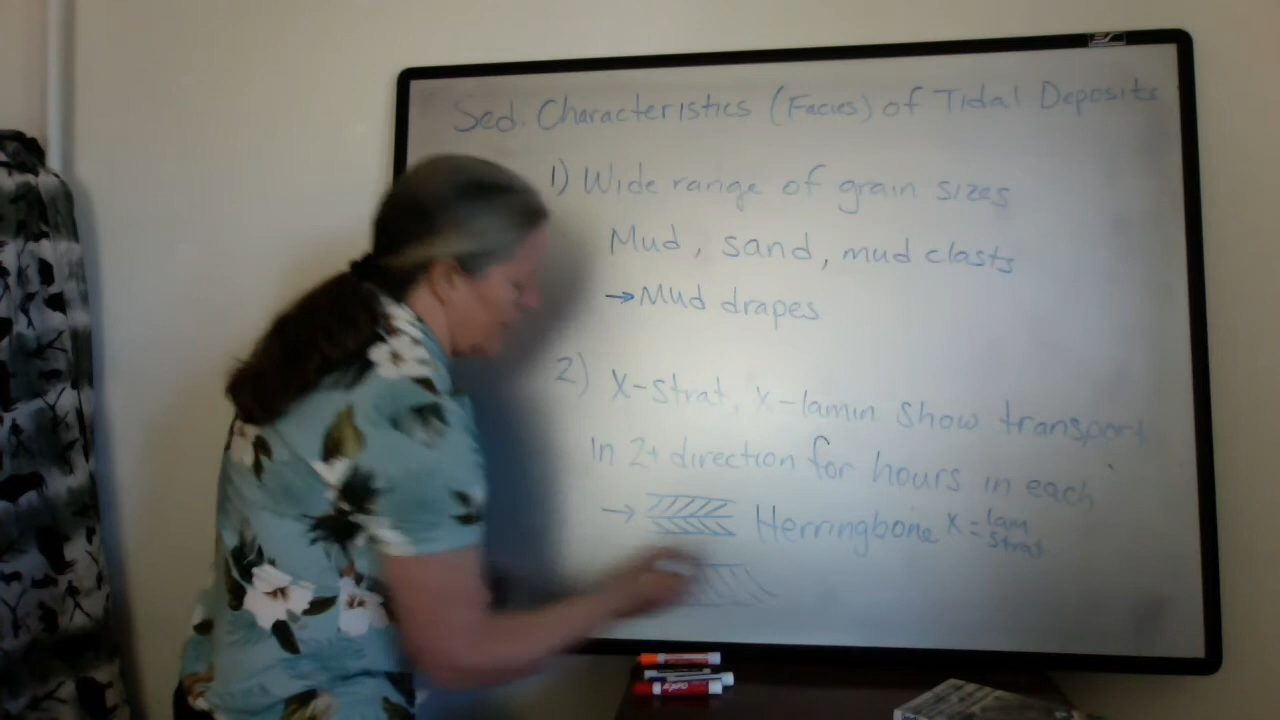 Sed. Characteristics (Facies) of Tidal Deposits
1) Wide range of grain sizes
Mud, sand, mud clasts
→ Mud drapes
2) X-strat, x-lamin show transport
In 2+ direction for hours in each
→ Herringbone X = lam
strat